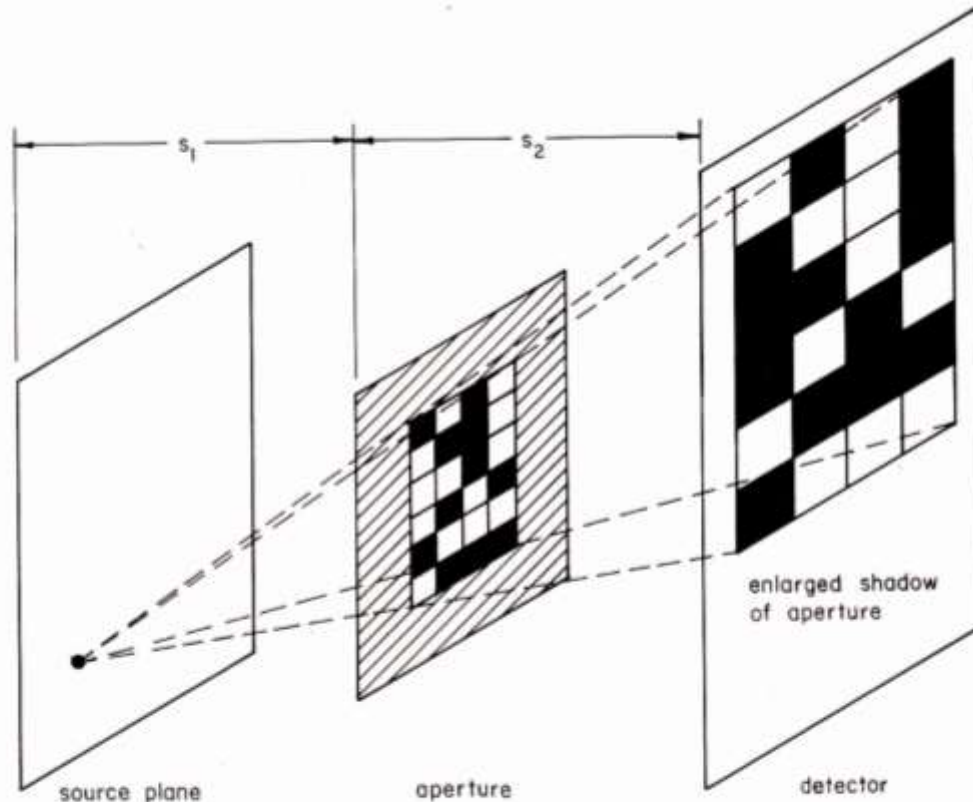 s₁
s₂
enlarged shadow
of aperture
source plane
aperture
detector